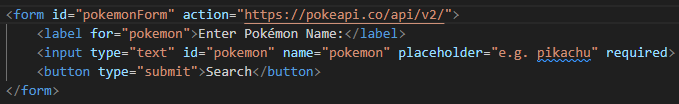 <form id="pokemonForm" action="https://pokeapi.co/api/v2/">
<label for="pokemon">Enter Pokémon Name:</label>
<input type="text" id="pokemon" name="pokemon" placeholder="e.g. pikachu" required>
<button type="submit">Search</button>
</form>